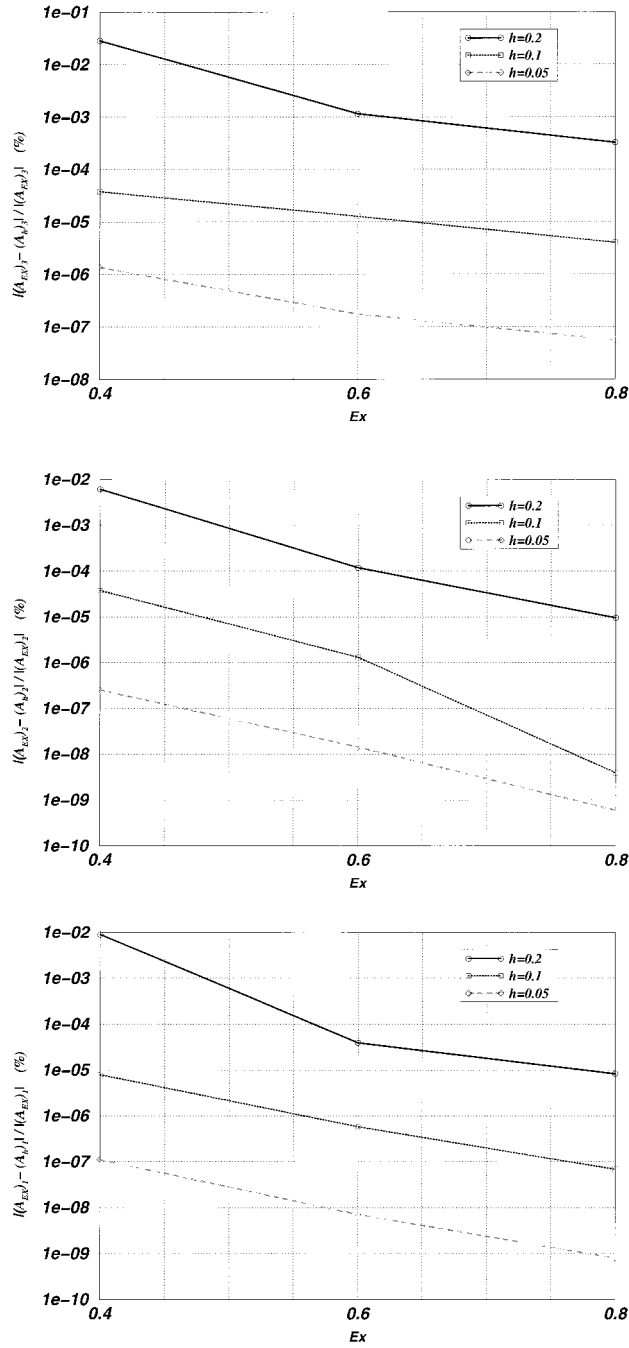 1e−01
1e−02
1e−03
1e−04
1e−05
1e−06
1e−07
1e−08
|(A_EX)_3 − (A_h)_3| / |(A_EX)_3| (%)
h=0.2
h=0.1
h=0.05
0.4 0.6 0.8
Ex
1e−02
1e−03
1e−04
1e−05
1e−06
1e−07
1e−08
1e−09
1e−10
|(A_EX)_2 − (A_h)_2| / |(A_EX)_2| (%)
h=0.2
h=0.1
h=0.05
0.4 0.6 0.8
Ex
1e−02
1e−03
1e−04
1e−05
1e−06
1e−07
1e−08
1e−09
1e−10
|(A_EX)_1 − (A_h)_1| / |(A_EX)_1| (%)
h=0.2
h=0.1
h=0.05
0.4 0.6 0.8
Ex